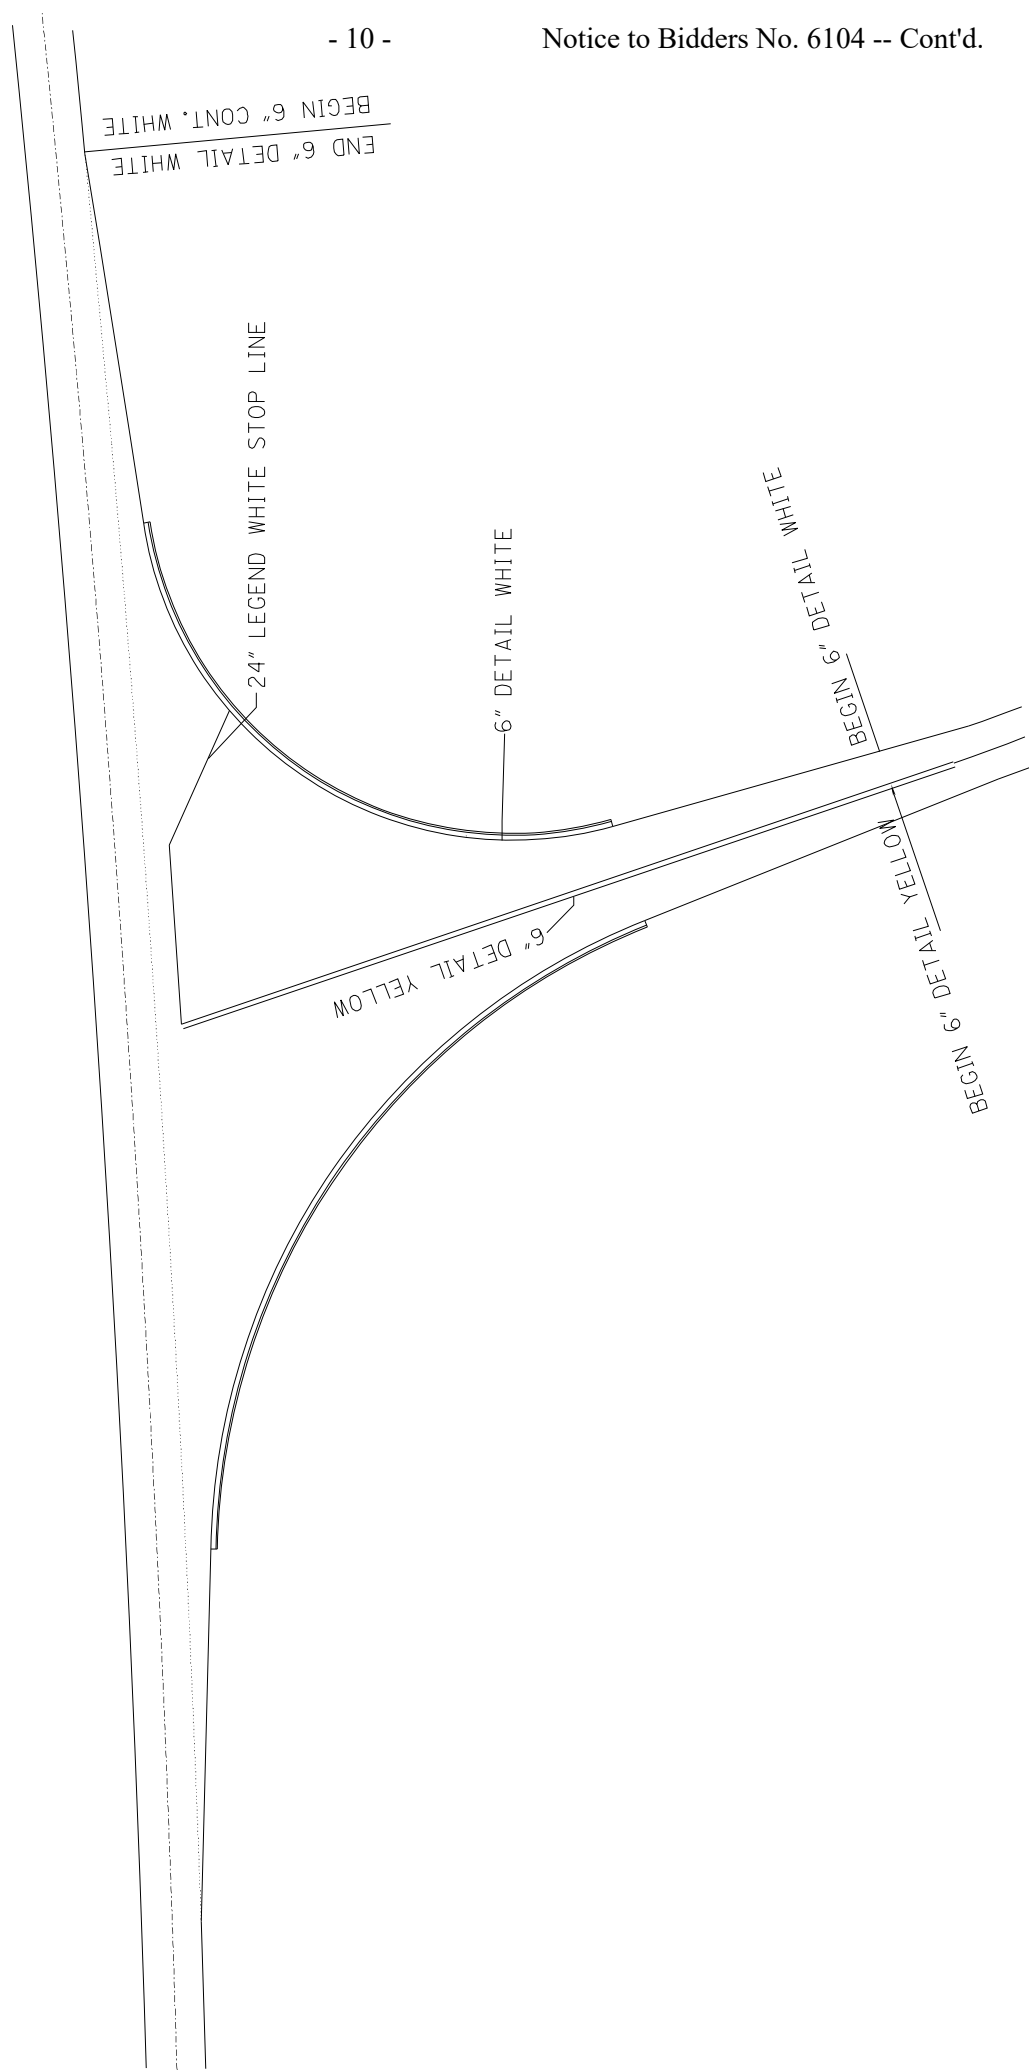 - 10 -
Notice to Bidders No. 6104 -- Cont'd.
BEGIN 6" CONT. WHITE
END 6" DETAIL WHITE
24" LEGEND WHITE STOP LINE
6" DETAIL WHITE
BEGIN 6" DETAIL WHITE
6" DETAIL YELLOW
BEGIN 6" DETAIL YELLOW